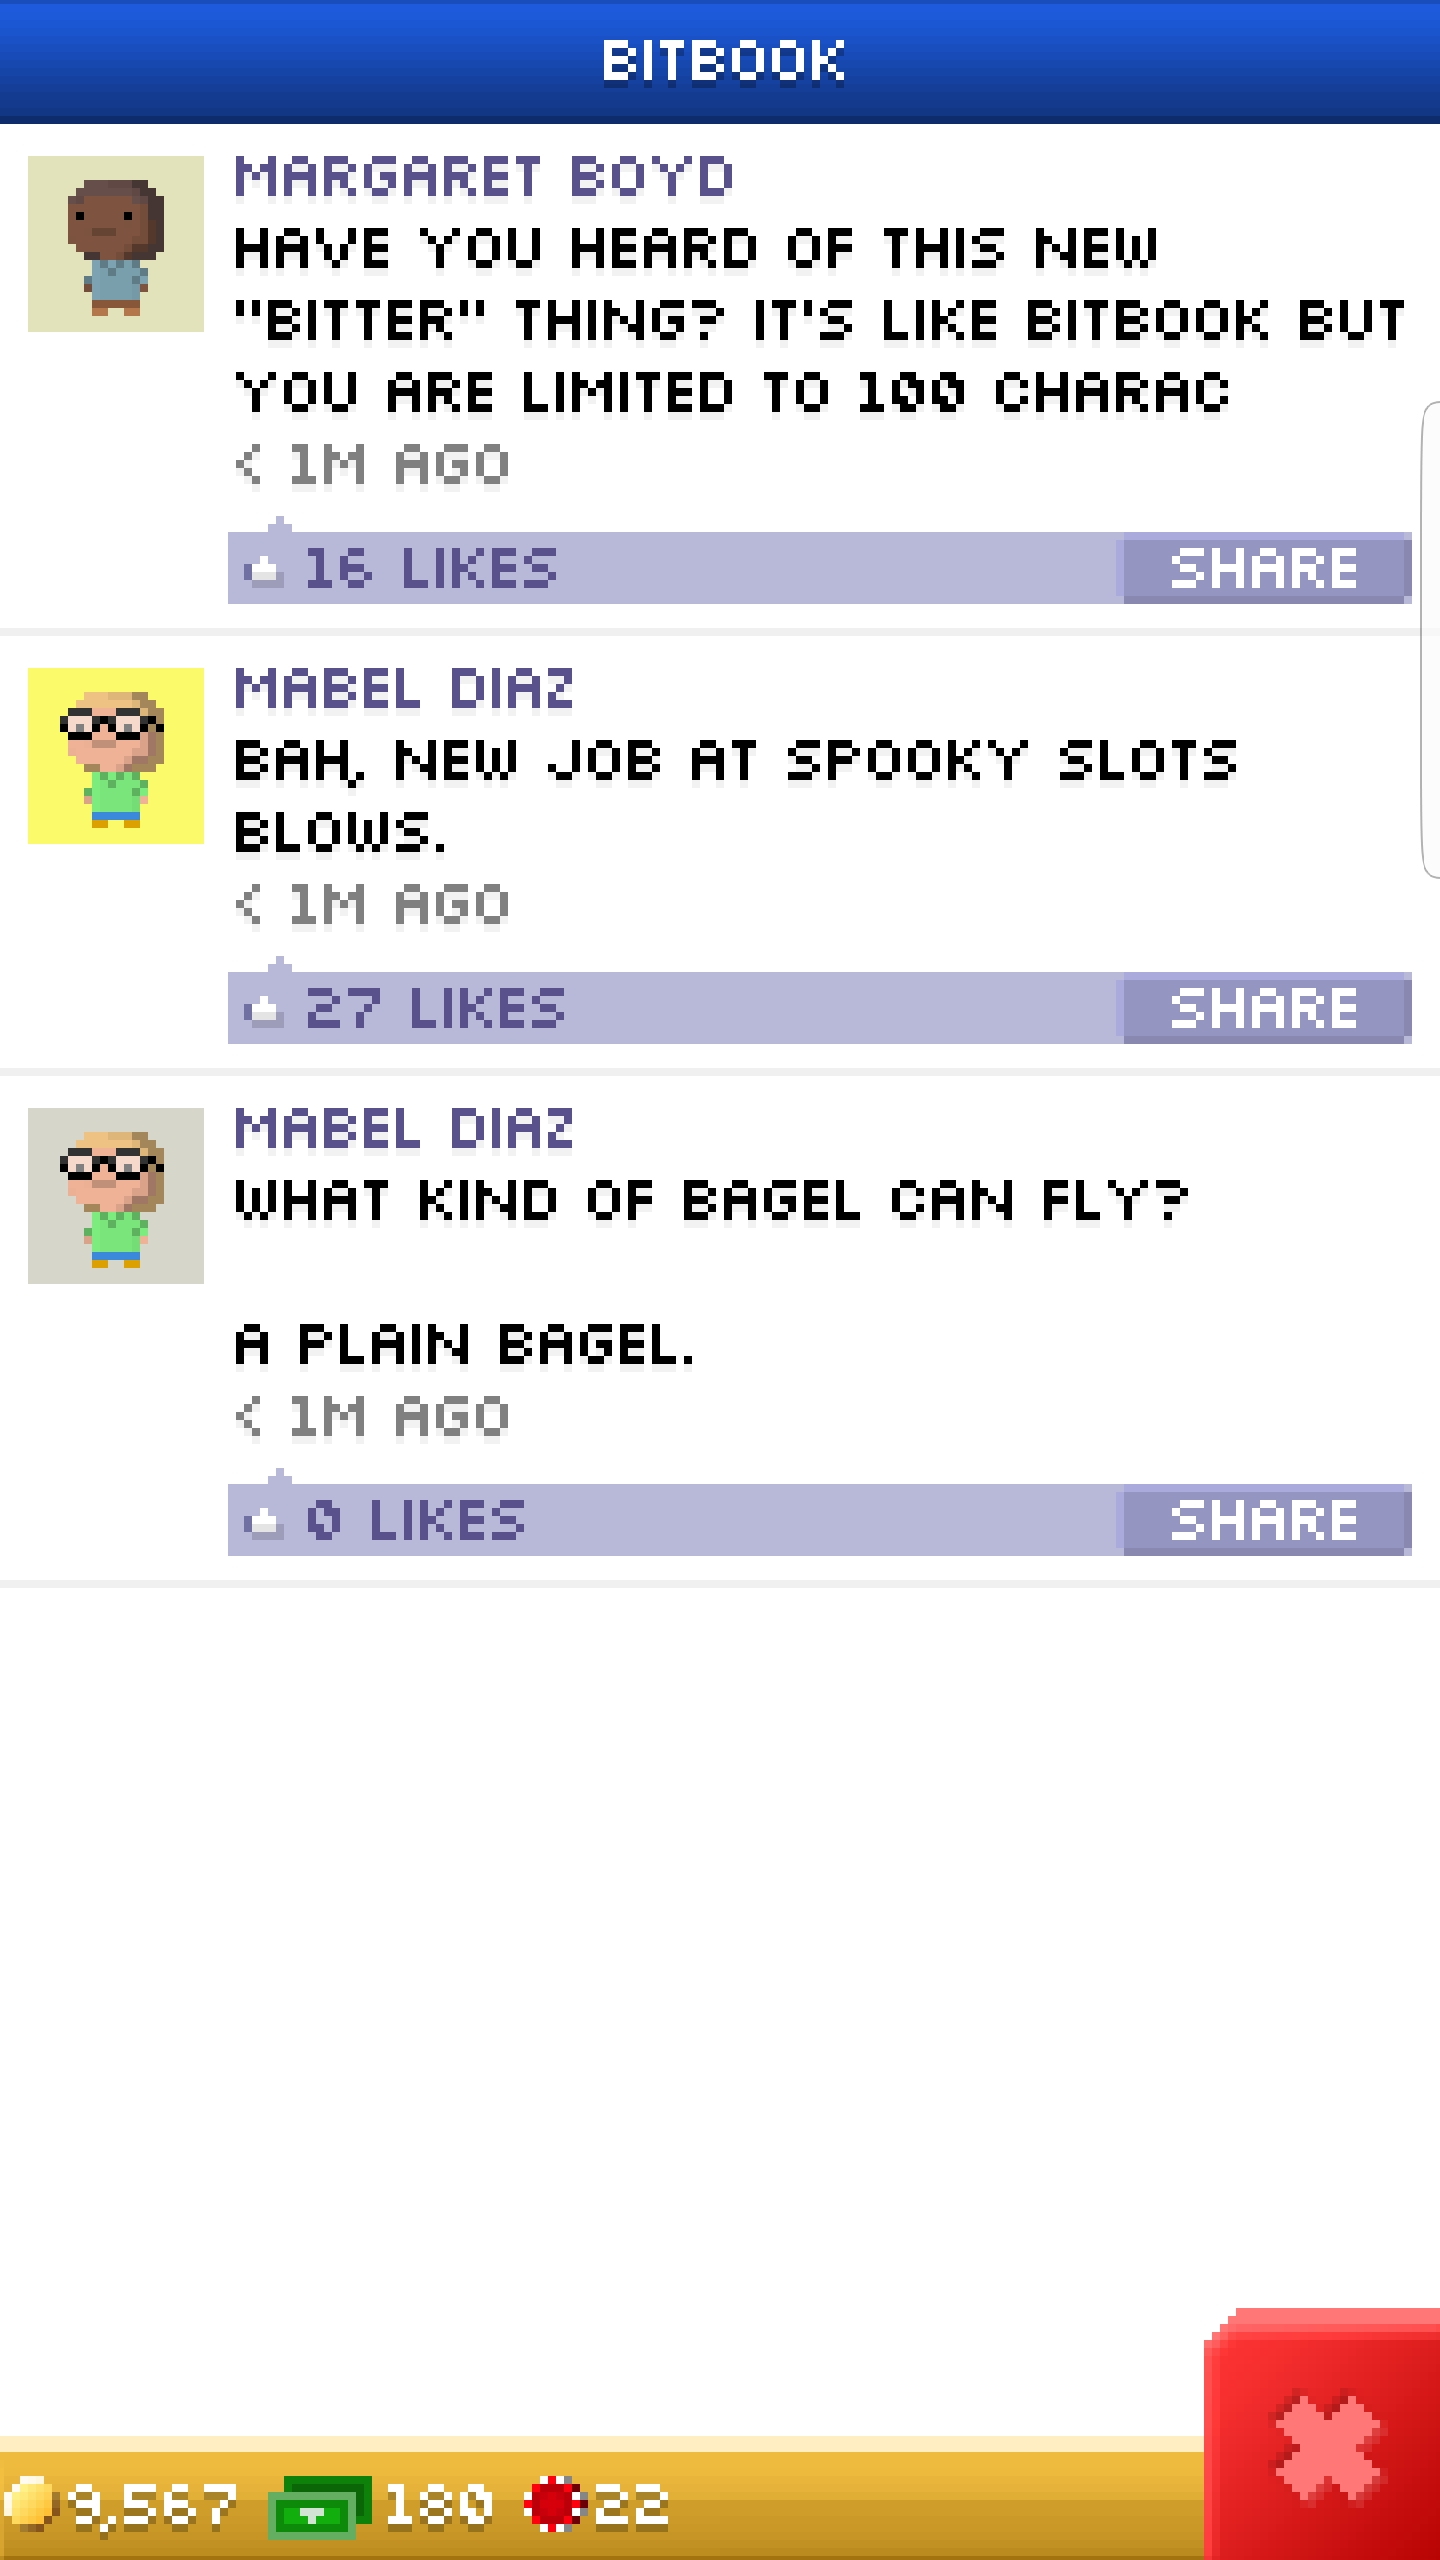 BITBOOK
MARGARET BOYD
HAVE YOU HEARD OF THIS NEW
"BITTER" THING? IT'S LIKE BITBOOK BUT
YOU ARE LIMITED TO 100 CHARAC
< 1M AGO
16 LIKES SHARE
MABEL DIAZ
BAH, NEW JOB AT SPOOKY SLOTS
BLOWS.
< 1M AGO
27 LIKES SHARE
MABEL DIAZ
WHAT KIND OF BAGEL CAN FLY?
A PLAIN BAGEL.
< 1M AGO
0 LIKES SHARE
9,567 180 22